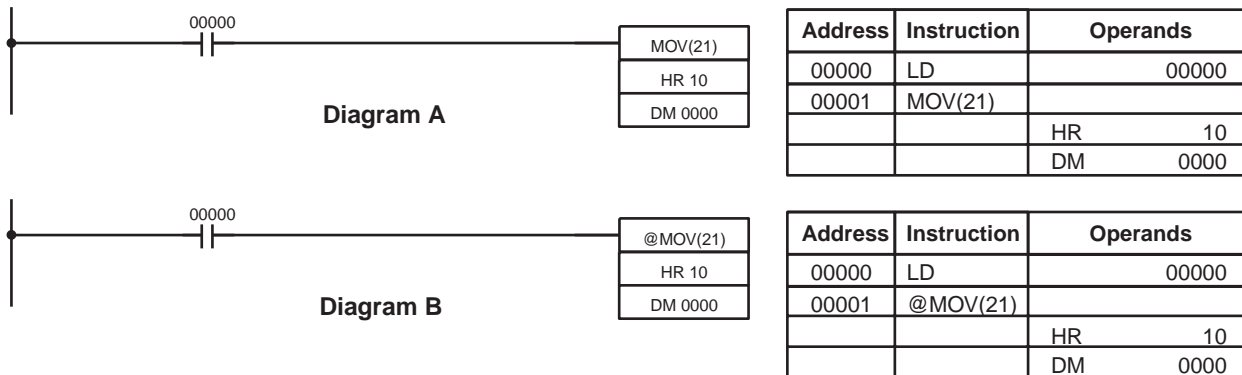 00000
MOV(21)
HR 10
DM 0000
Diagram A
Address Instruction Operands
00000 LD 00000
00001 MOV(21)
HR 10
DM 0000
00000
@MOV(21)
HR 10
DM 0000
Diagram B
Address Instruction Operands
00000 LD 00000
00001 @MOV(21)
HR 10
DM 0000